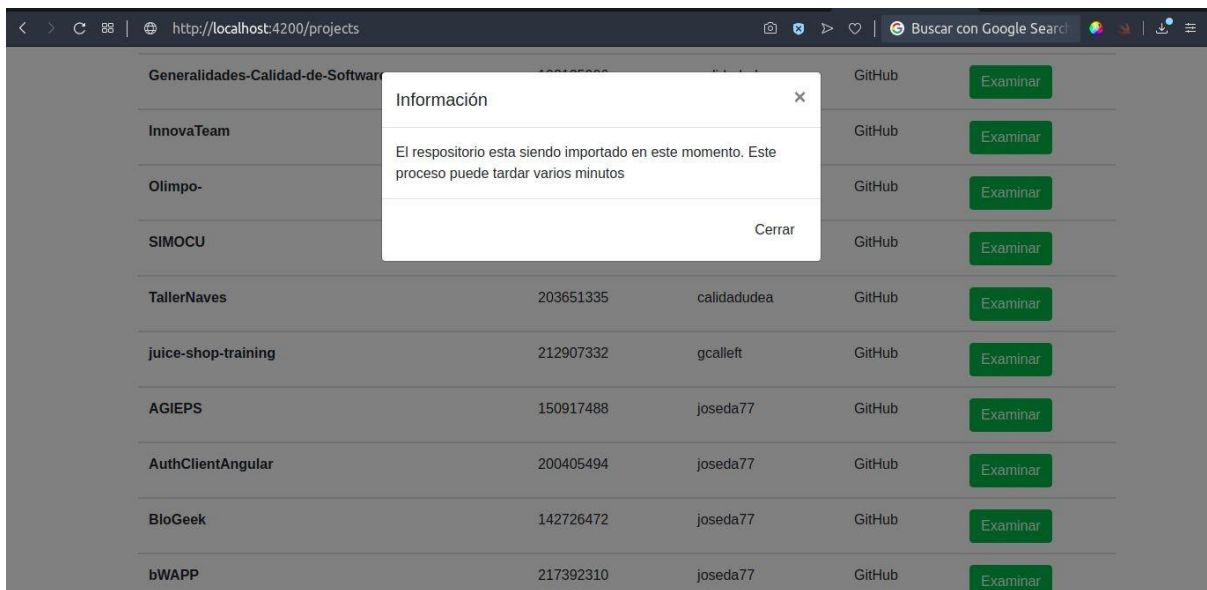 http://localhost:4200/projects
Buscar con Google Search
Generalidades-Calidad-de-Software GitHub Examinar
Información ×
InnovaTeam GitHub Examinar
El respositorio esta siendo importado en este momento. Este
proceso puede tardar varios minutos
Olimpo- GitHub Examinar
Cerrar
SIMOCU GitHub Examinar
TallerNaves 203651335 calidadudea GitHub Examinar
juice-shop-training 212907332 gcalleft GitHub Examinar
AGIEPS 150917488 joseda77 GitHub Examinar
AuthClientAngular 200405494 joseda77 GitHub Examinar
BloGeek 142726472 joseda77 GitHub Examinar
bWAPP 217392310 joseda77 GitHub Examinar